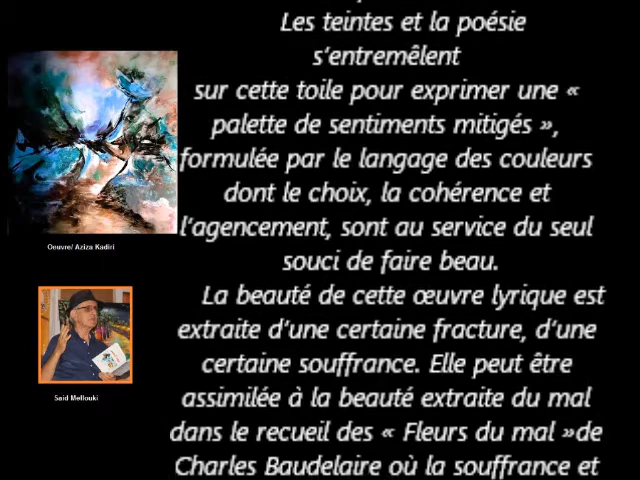 Les teintes et la poésie
s'entremêlent
sur cette toile pour exprimer une «
palette de sentiments mitigés »,
formulée par le langage des couleurs
dont le choix, la cohérence et
l'agencement, sont au service du seul
souci de faire beau.
La beauté de cette œuvre lyrique est
extraite d'une certaine fracture, d'une
certaine souffrance. Elle peut être
assimilée à la beauté extraite du mal
dans le recueil des « Fleurs du mal »de
Charles Baudelaire où la souffrance et
Oeuvre/ Aziza Kadiri
Said Mellouki